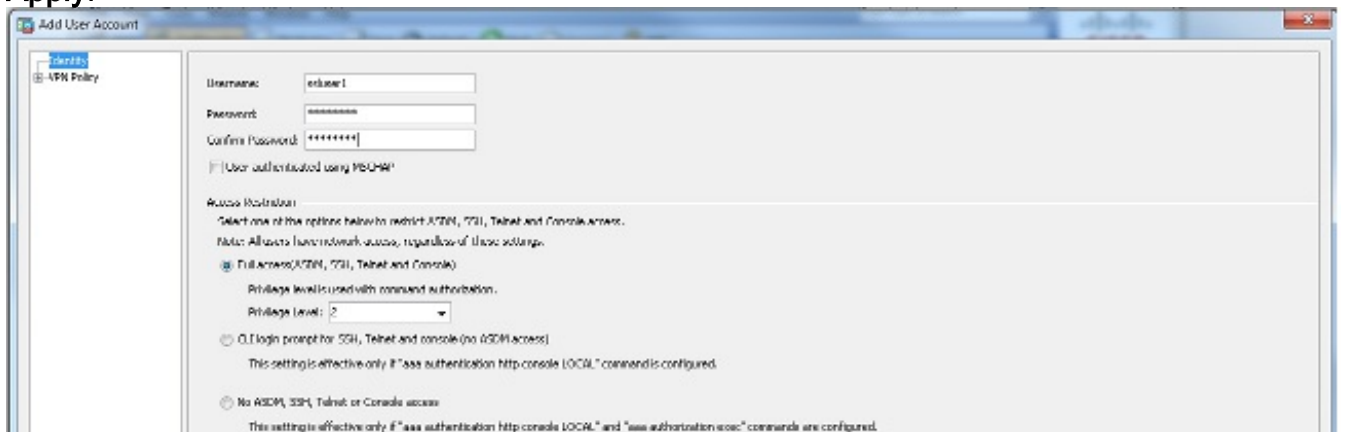 Apply.
Add User Account
Identity
VPN Policy
Username:
Password:
********
Confirm Password: ********
User authenticated using MSCHAP
Access Restriction
Select one of the options below to restrict ASDM, SSH, Telnet and Console access.
Note: All users have network access, regardless of these settings.
Full access(ASDM, SSH, Telnet and Console)
Privilege level is used with command authorization.
Privilege Level: 2
CLI login prompt for SSH, Telnet and console (no ASDM access)
This setting is effective only if "aaa authentication http console LOCAL" command is configured.
No ASDM, SSH, Telnet or Console access
This setting is effective only if "aaa authentication http console LOCAL" and "aaa authorization exec" commands are configured.